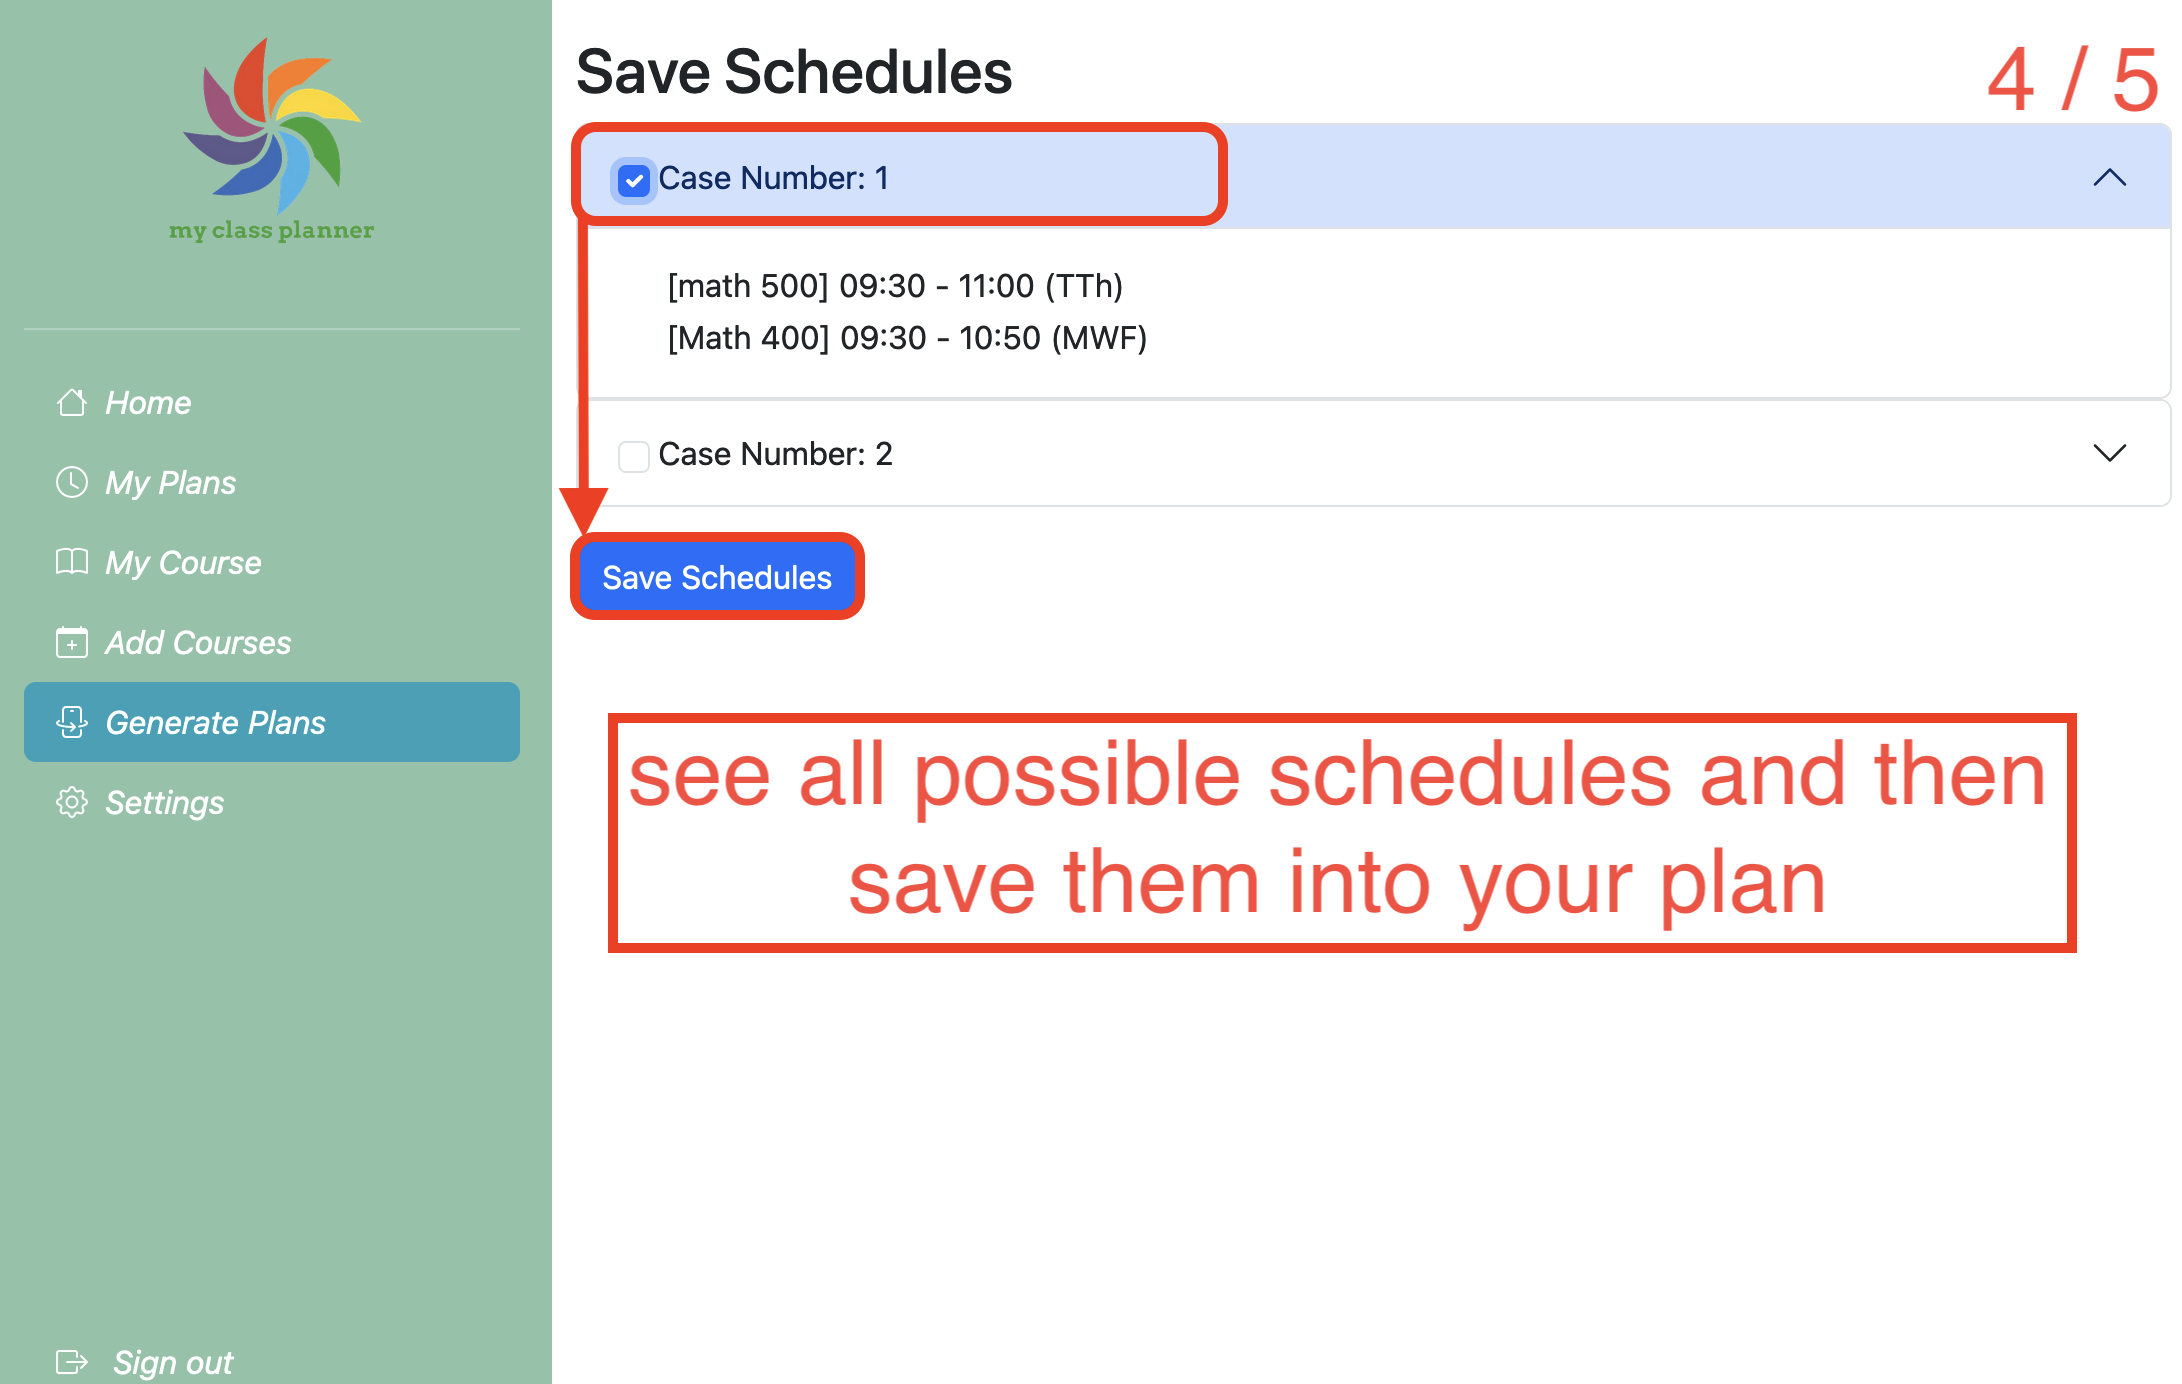 my class planner
Home
My Plans
My Course
Add Courses
Generate Plans
Settings
Sign out
Save Schedules
4 / 5
Case Number: 1
[math 500] 09:30 - 11:00 (TTh)
[Math 400] 09:30 - 10:50 (MWF)
Case Number: 2
Save Schedules
see all possible schedules and then
save them into your plan